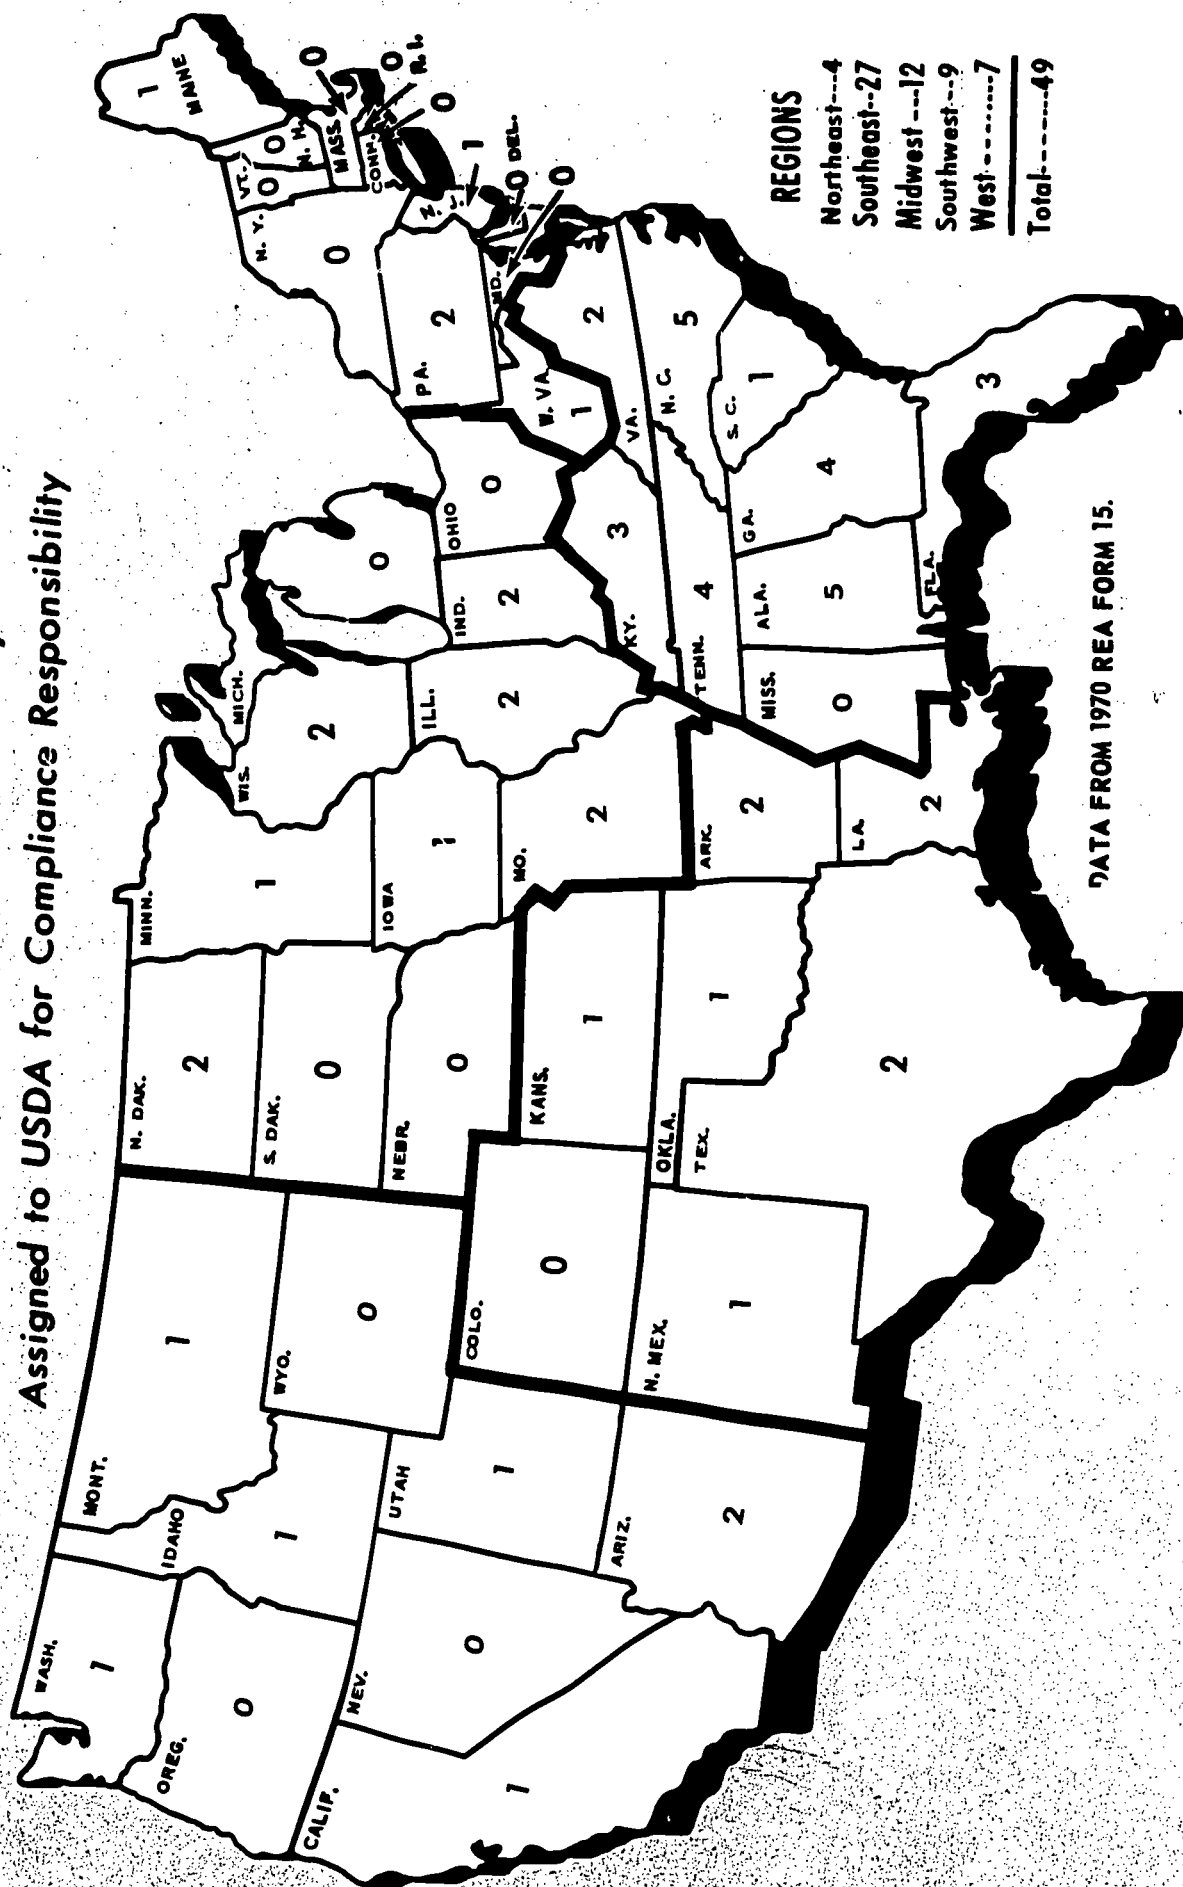 Assigned to USDA for Compliance Responsibility
WASH.
1
OREG.
0
CALIF.
1
NEV.
0
IDAHO
1
MONT.
1
WYO.
0
UTAH
1
ARIZ.
2
COLO.
0
N. MEX.
1
N. DAK.
2
S. DAK.
0
NEBR.
0
KANS.
1
OKLA.
1
TEX.
2
MINN.
1
IOWA
1
MO.
2
ARK.
2
LA.
2
WIS.
2
MICH.
0
ILL.
2
IND.
2
OHIO
0
KY.
3
TENN.
4
MISS.
0
ALA.
5
GA.
4
FLA.
3
S. C.
1
N. C.
5
VA.
2
W. VA.
1
PA.
2
N. Y.
0
VT.
0
N. H.
0
MAINE
1
MASS.
0
R. I.
0
CONN.
0
N. J.
1
DEL.
0
MD.
0
REGIONS
Northeast---4
Southeast--27
Midwest---12
Southwest--9
West--------7
Total------49
DATA FROM 1970 REA FORM 15.